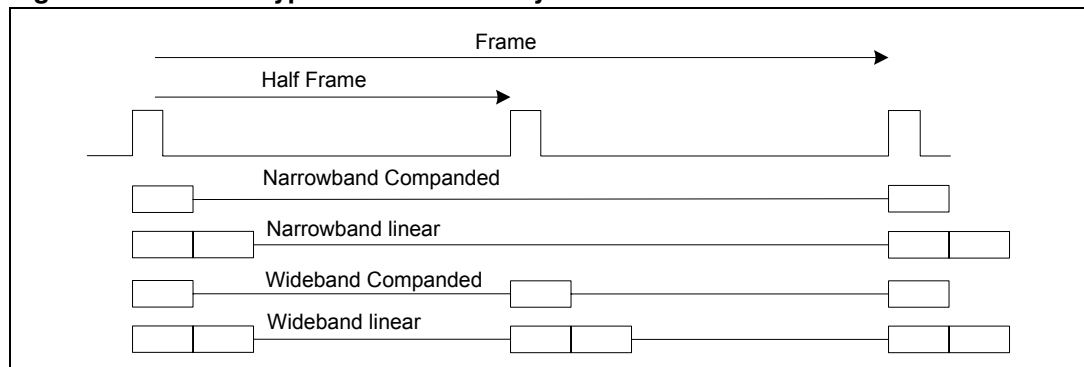 Frame
Half Frame
Narrowband Companded
Narrowband linear
Wideband Companded
Wideband linear